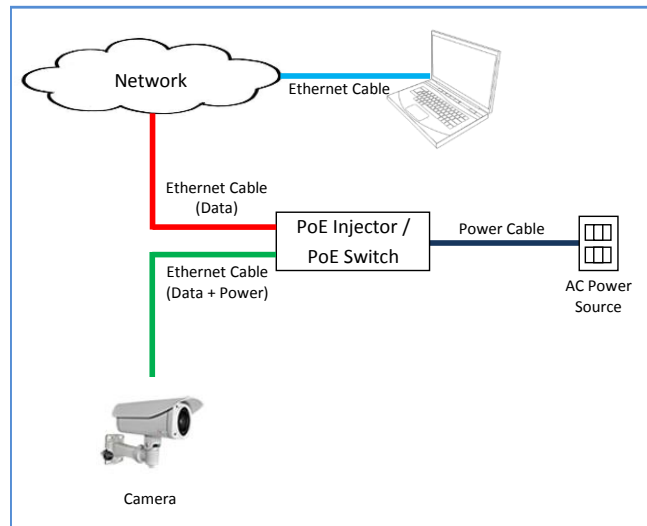 Network
Ethernet Cable
Ethernet Cable
(Data)
PoE Injector /
PoE Switch
Power Cable
Ethernet Cable
(Data + Power)
AC Power
Source
Camera